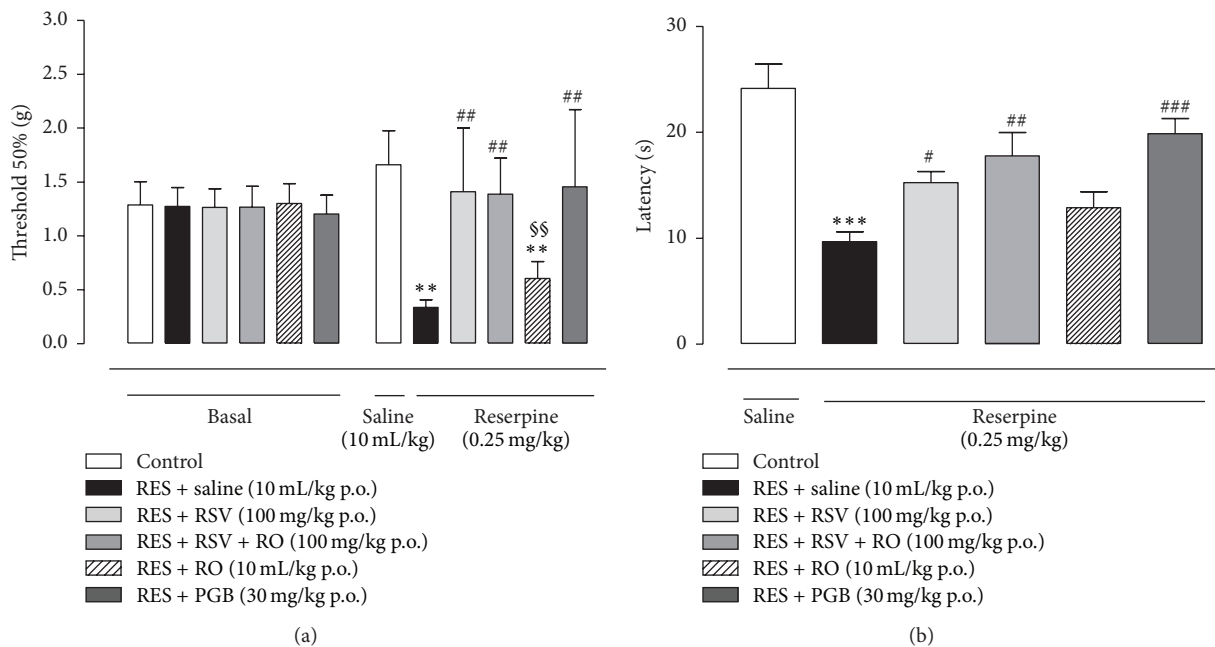 3.0
2.5
2.0
1.5
1.0
0.5
0.0
Threshold 50% (g)
**
##
##
§§
**
##
Basal
Saline
(10 mL/kg)
Reserpine
(0.25 mg/kg)
Control
RES + saline (10 mL/kg p.o.)
RES + RSV (100 mg/kg p.o.)
RES + RSV + RO (100 mg/kg p.o.)
RES + RO (10 mL/kg p.o.)
RES + PGB (30 mg/kg p.o.)
(a)
30
20
10
0
Latency (s)
***
#
##
###
Saline
Reserpine
(0.25 mg/kg)
Control
RES + saline (10 mL/kg p.o.)
RES + RSV (100 mg/kg p.o.)
RES + RSV + RO (100 mg/kg p.o.)
RES + RO (10 mL/kg p.o.)
RES + PGB (30 mg/kg p.o.)
(b)